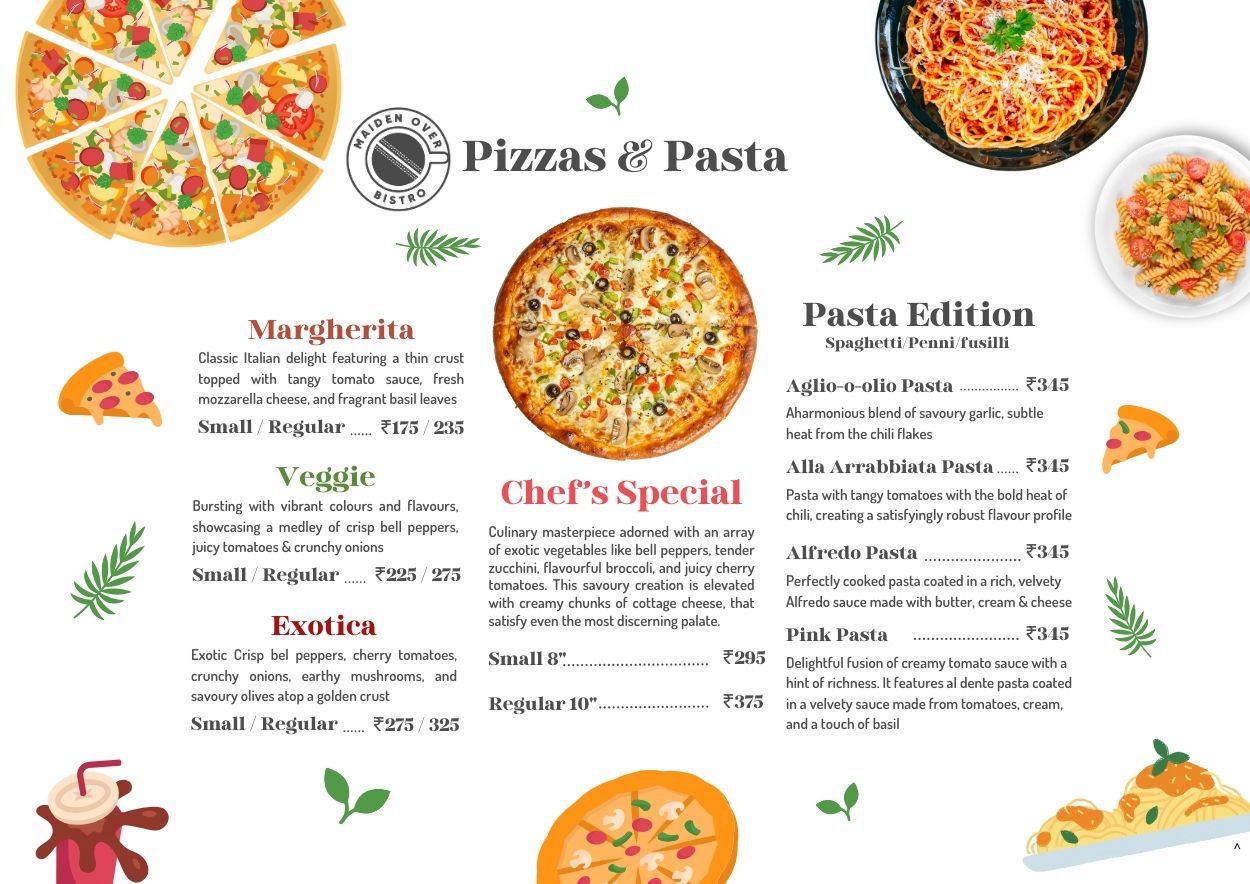 MAIDEN OVER
BISTRO
Pizzas & Pasta
Margherita
Classic Italian delight featuring a thin crust
topped with tangy tomato sauce, fresh
mozzarella cheese, and fragrant basil leaves
Small / Regular ...... ₹175 / 235
Veggie
Bursting with vibrant colours and flavours,
showcasing a medley of crisp bell peppers,
juicy tomatoes & crunchy onions
Small / Regular ...... ₹225 / 275
Exotica
Exotic Crisp bel peppers, cherry tomatoes,
crunchy onions, earthy mushrooms, and
savoury olives atop a golden crust
Small / Regular ...... ₹275 / 325
Chef's Special
Culinary masterpiece adorned with an array
of exotic vegetables like bell peppers, tender
zucchini, flavourful broccoli, and juicy cherry
tomatoes. This savoury creation is elevated
with creamy chunks of cottage cheese, that
satisfy even the most discerning palate.
Small 8"................................ ₹295
Regular 10"........................ ₹375
Pasta Edition
Spaghetti/Penni/fusilli
Aglio-o-olio Pasta ............... ₹345
Aharmonious blend of savoury garlic, subtle
heat from the chili flakes
Alla Arrabbiata Pasta ...... ₹345
Pasta with tangy tomatoes with the bold heat of
chili, creating a satisfyingly robust flavour profile
Alfredo Pasta ..................... ₹345
Perfectly cooked pasta coated in a rich, velvety
Alfredo sauce made with butter, cream & cheese
Pink Pasta ....................... ₹345
Delightful fusion of creamy tomato sauce with a
hint of richness. It features al dente pasta coated
in a velvety sauce made from tomatoes, cream,
and a touch of basil
^